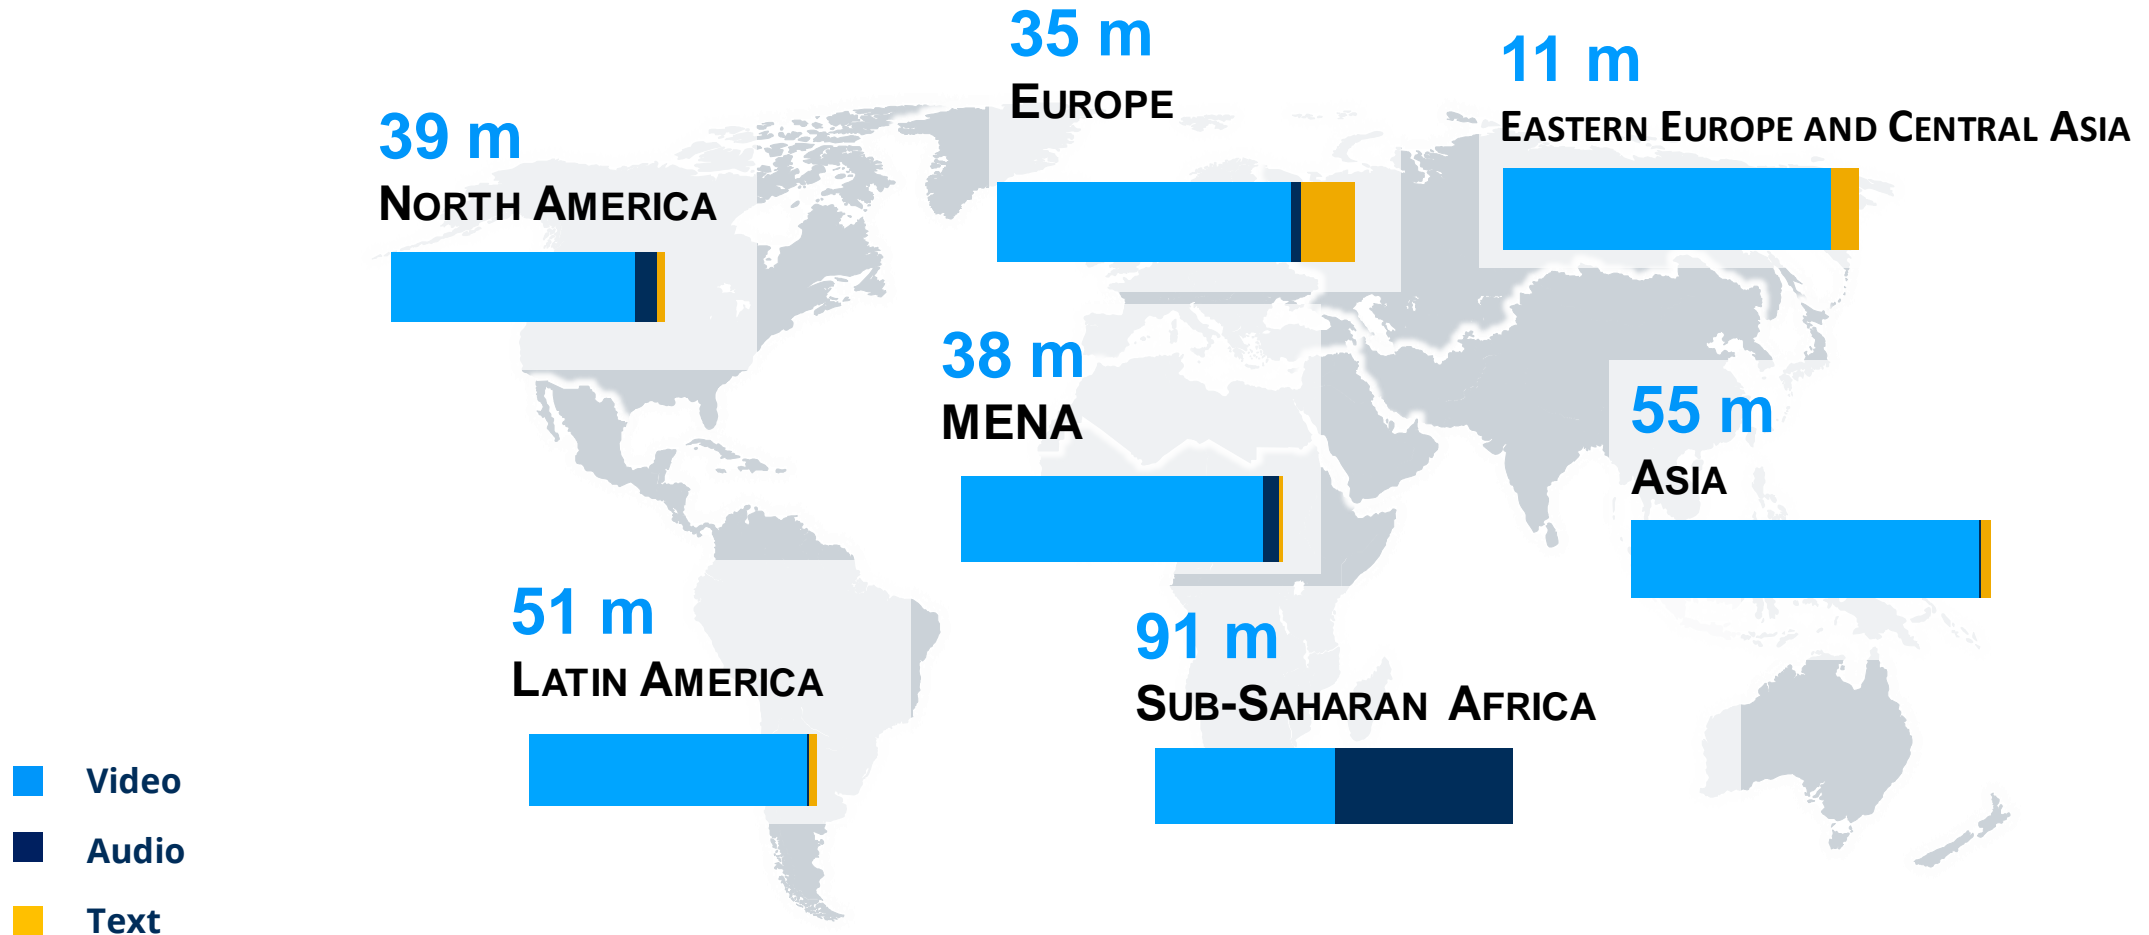 35 m
EUROPE
11 m
EASTERN EUROPE AND CENTRAL ASIA
39 m
NORTH AMERICA
38 m
MENA
55 m
ASIA
51 m
LATIN AMERICA
91 m
SUB-SAHARAN AFRICA
Video
Audio
Text